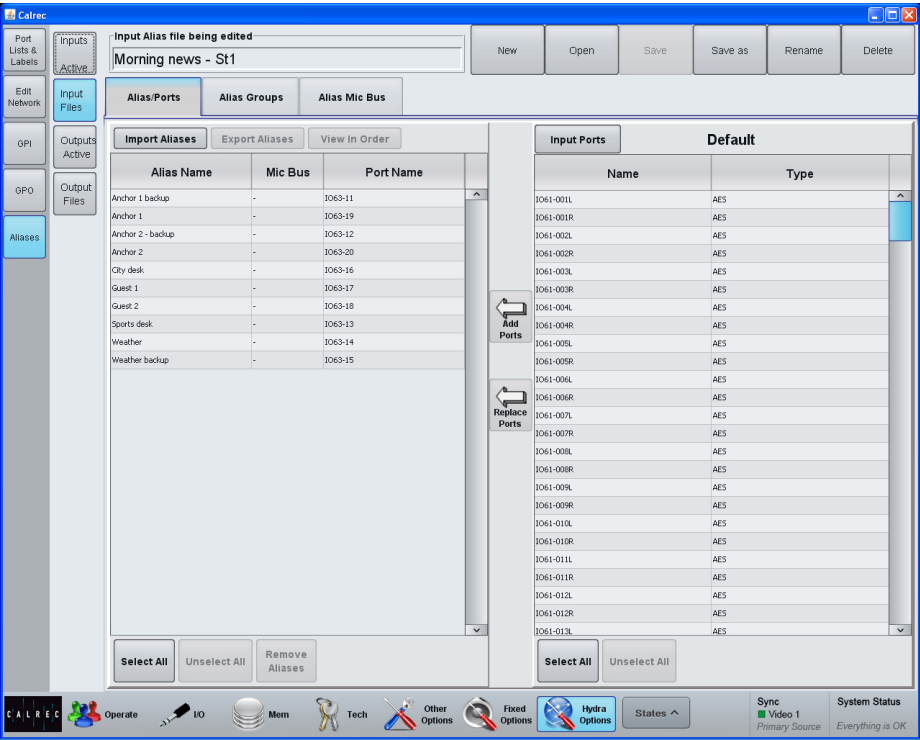 Calrec
Port
Lists &
Labels
Inputs
Active
Input Alias file being edited
Morning news - St1
New
Open
Save
Save as
Rename
Delete
Edit
Network
Input
Files
Alias/Ports
Alias Groups
Alias Mic Bus
GPI
Outputs
Active
Import Aliases
Export Aliases
View In Order
Input Ports
Default
GPO
Output
Files
Aliases
Alias Name Mic Bus Port Name
Anchor 1 backup - IO63-11
Anchor 1 - IO63-19
Anchor 2 - backup - IO63-12
Anchor 2 - IO63-20
City desk - IO63-16
Guest 1 - IO63-17
Guest 2 - IO63-18
Sports desk - IO63-13
Weather - IO63-14
Weather backup - IO63-15
Add
Ports
Replace
Ports
Name Type
IO61-001L AES
IO61-001R AES
IO61-002L AES
IO61-002R AES
IO61-003L AES
IO61-003R AES
IO61-004L AES
IO61-004R AES
IO61-005L AES
IO61-005R AES
IO61-006L AES
IO61-006R AES
IO61-007L AES
IO61-007R AES
IO61-008L AES
IO61-008R AES
IO61-009L AES
IO61-009R AES
IO61-010L AES
IO61-010R AES
IO61-011L AES
IO61-011R AES
IO61-012L AES
IO61-012R AES
IO61-013L AES
Select All
Unselect All
Remove
Aliases
Select All
Unselect All
CALREC
Operate
I/O
Mem
Tech
Other
Options
Fixed
Options
Hydra
Options
States
Sync
Video 1
Primary Source
System Status
Everything is OK